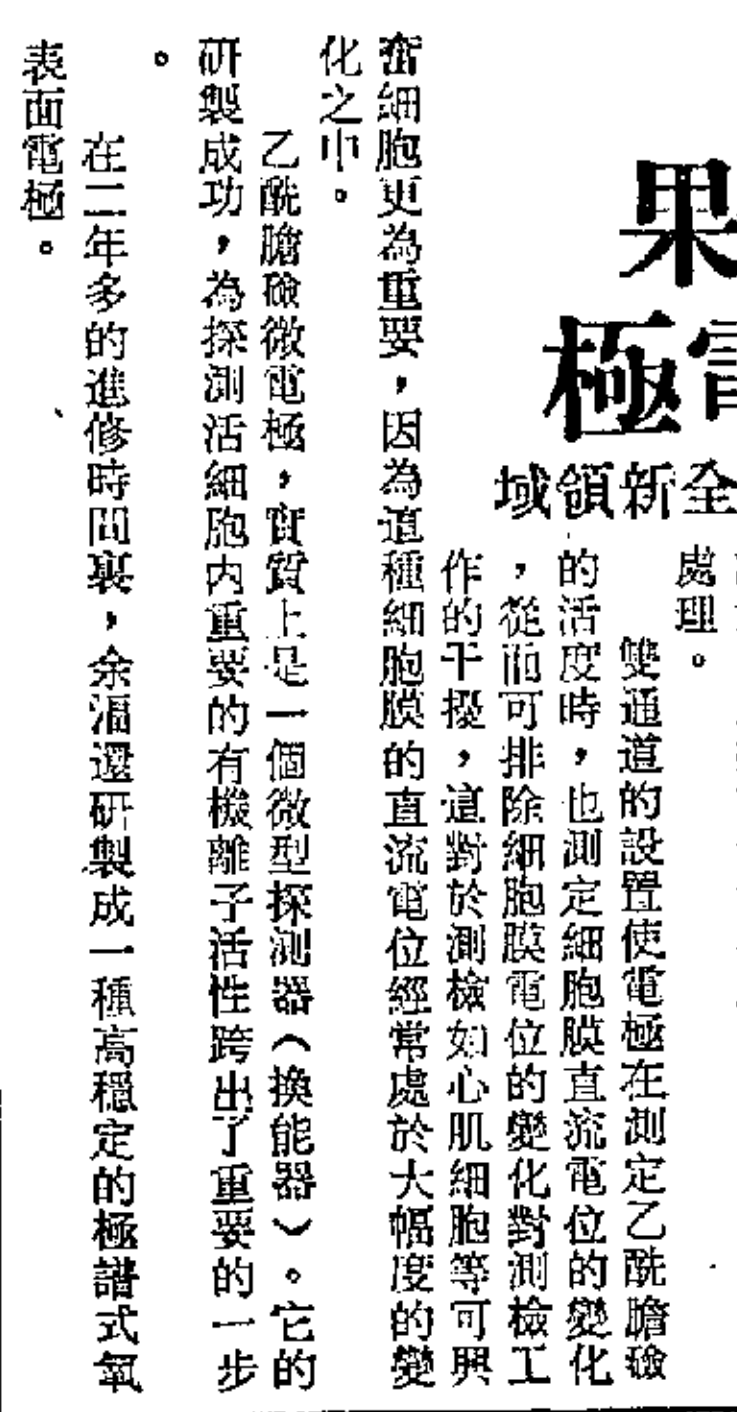 果
極電
域領新全
處理。
雙通道的設置使電極在測定乙酰膽碱
的活度時，也測定細胞膜直流電位的變化
，從而可排除細胞膜電位的變化對測檢工
作的干擾，這對於測檢如心肌細胞等可興
奮細胞更為重要，因為這種細胞膜的直流電位經常處於大幅度的變
化之中。
乙酰膽碱微電極，實質上是一個微型探測器（換能器）。它的
研製成功，為探測活細胞內重要的有機離子活性跨出了重要的一步
。
在二年多的進修時間裏，余湢還研製成一種高穩定的極譜式氧
表面電極。